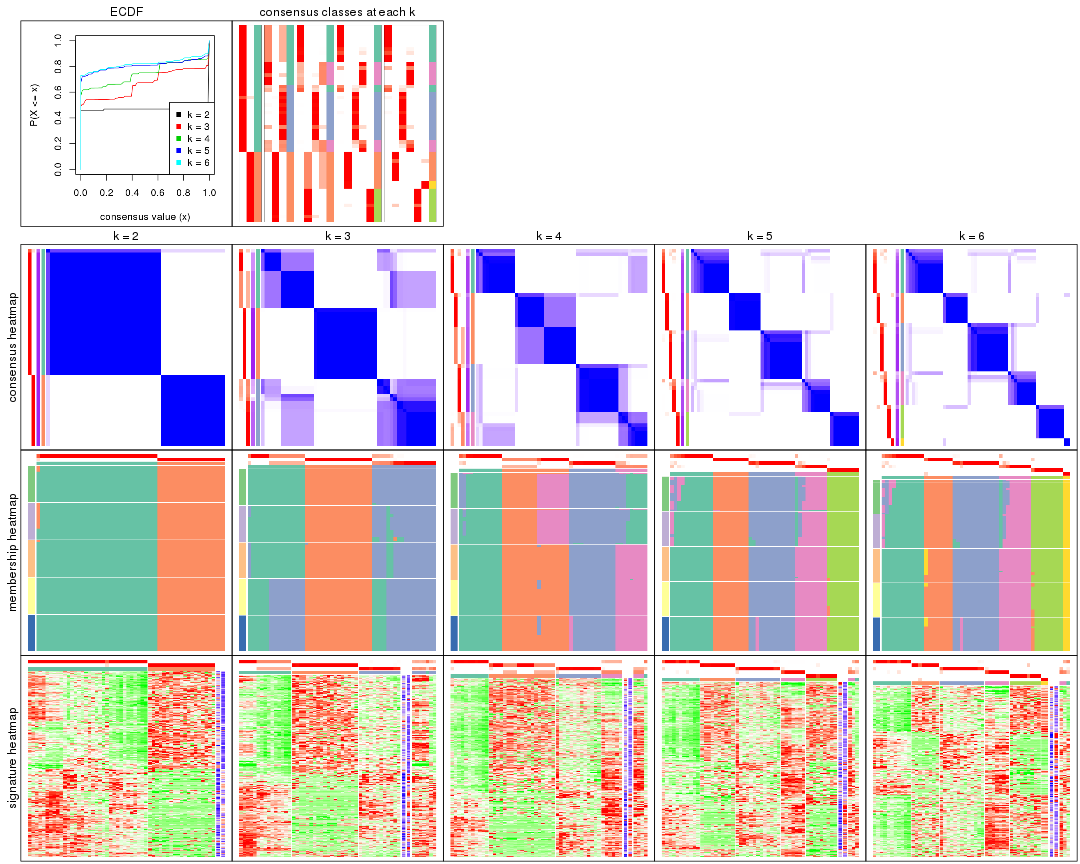 ECDF
consensus classes at each k
P(X <= x)
0.0
0.2
0.4
0.6
0.8
1.0
k = 2
k = 3
k = 4
k = 5
k = 6
0.0 0.2 0.4 0.6 0.8 1.0
consensus value (x)
k = 2
k = 3
k = 4
k = 5
k = 6
consensus heatmap
membership heatmap
signature heatmap